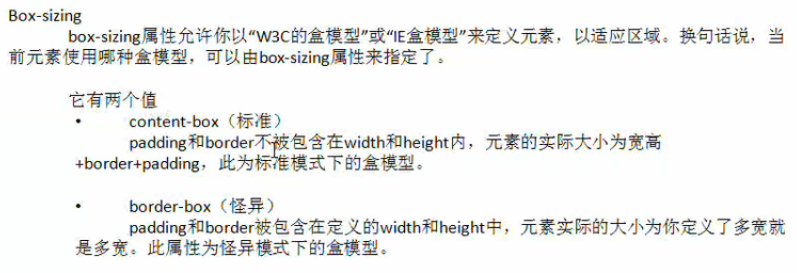 Box-sizing
box-sizing属性允许你以“W3C的盒模型”或“IE盒模型”来定义元素，以适应区域。换句话说，当
前元素使用哪种盒模型，可以由box-sizing属性来指定了。
它有两个值
• content-box（标准）
padding和border不被包含在width和height内，元素的实际大小为宽高
+border+padding，此为标准模式下的盒模型。
• border-box（怪异）
padding和border被包含在定义的width和height中，元素实际的大小为你定义了多宽就
是多宽。此属性为怪异模式下的盒模型。